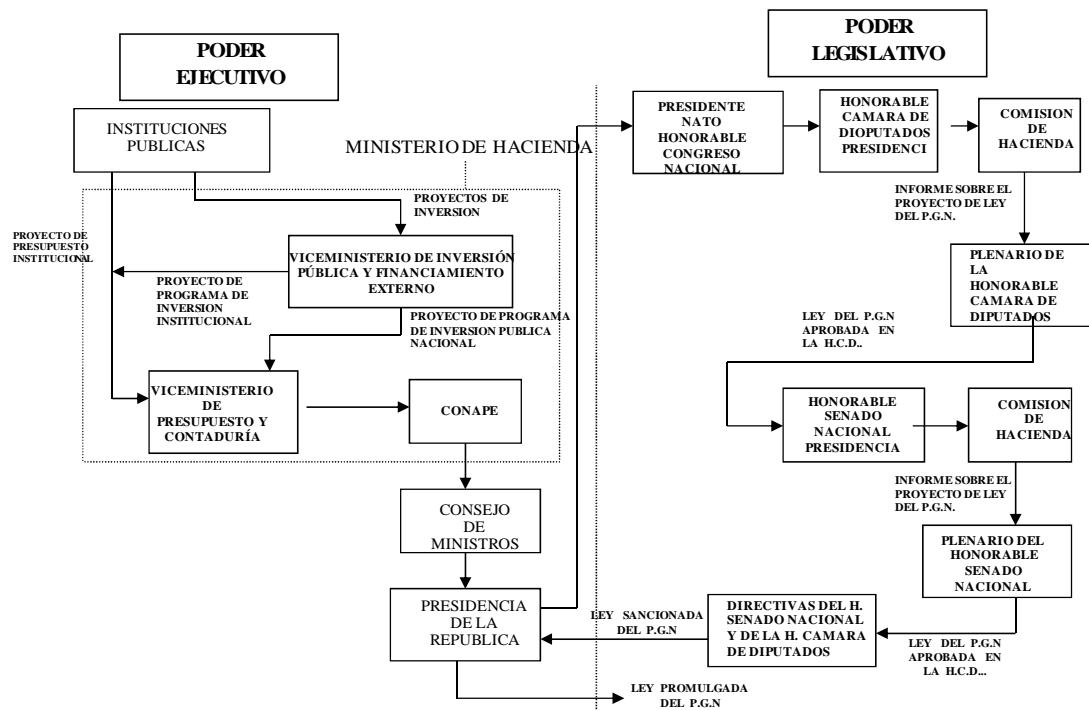 PODER
EJECUTIVO
INSTITUCIONES
PUBLICAS
MINISTERIO DE HACIENDA
PROYECTOS DE
INVERSION
PROYECTO DE
PRESUPUESTO
INSTITUCIONAL
VICEMINISTERIO DE INVERSIÓN
PÚBLICA Y FINANCIAMIENTO
EXTERNO
PROYECTO DE
PROGRAMA DE
INVERSION
INSTITUCIONAL
PROYECTO DE PROGRAMA
DE INVERSION PUBLICA
NACIONAL
VICEMINISTERIO
DE
PRESUPUESTO Y
CONTADURÍA
CONAPE
CONSEJO
DE
MINISTROS
PRESIDENCIA
DE LA
REPUBLICA
PODER
LEGISLATIVO
PRESIDENTE
NATO
HONORABLE
CONGRESO
NACIONAL
HONORABLE
CAMARA DE
DIOPUTADOS
PRESIDENCI
COMISION
DE
HACIENDA
INFORME SOBRE EL
PROYECTO DE LEY
DEL P.G.N.
PLENARIO DE
LA
HONORABLE
CAMARA DE
DIPUTADOS
LEY DEL P.G.N
APROBADA EN
LA H.C.D..
HONORABLE
SENADO
NACIONAL
PRESIDENCIA
COMISION
DE
HACIENDA
INFORME SOBRE EL
PROYECTO DE LEY
DEL P.G.N.
PLENARIO DEL
HONORABLE
SENADO
NACIONAL
LEY DEL P.G.N
APROBADA EN
LA H.C.D...
DIRECTIVAS DEL H.
SENADO NACIONAL
Y DE LA H. CAMARA
DE DIPUTADOS
LEY SANCIONADA
DEL P.G.N
LEY PROMULGADA
DEL P.G.N